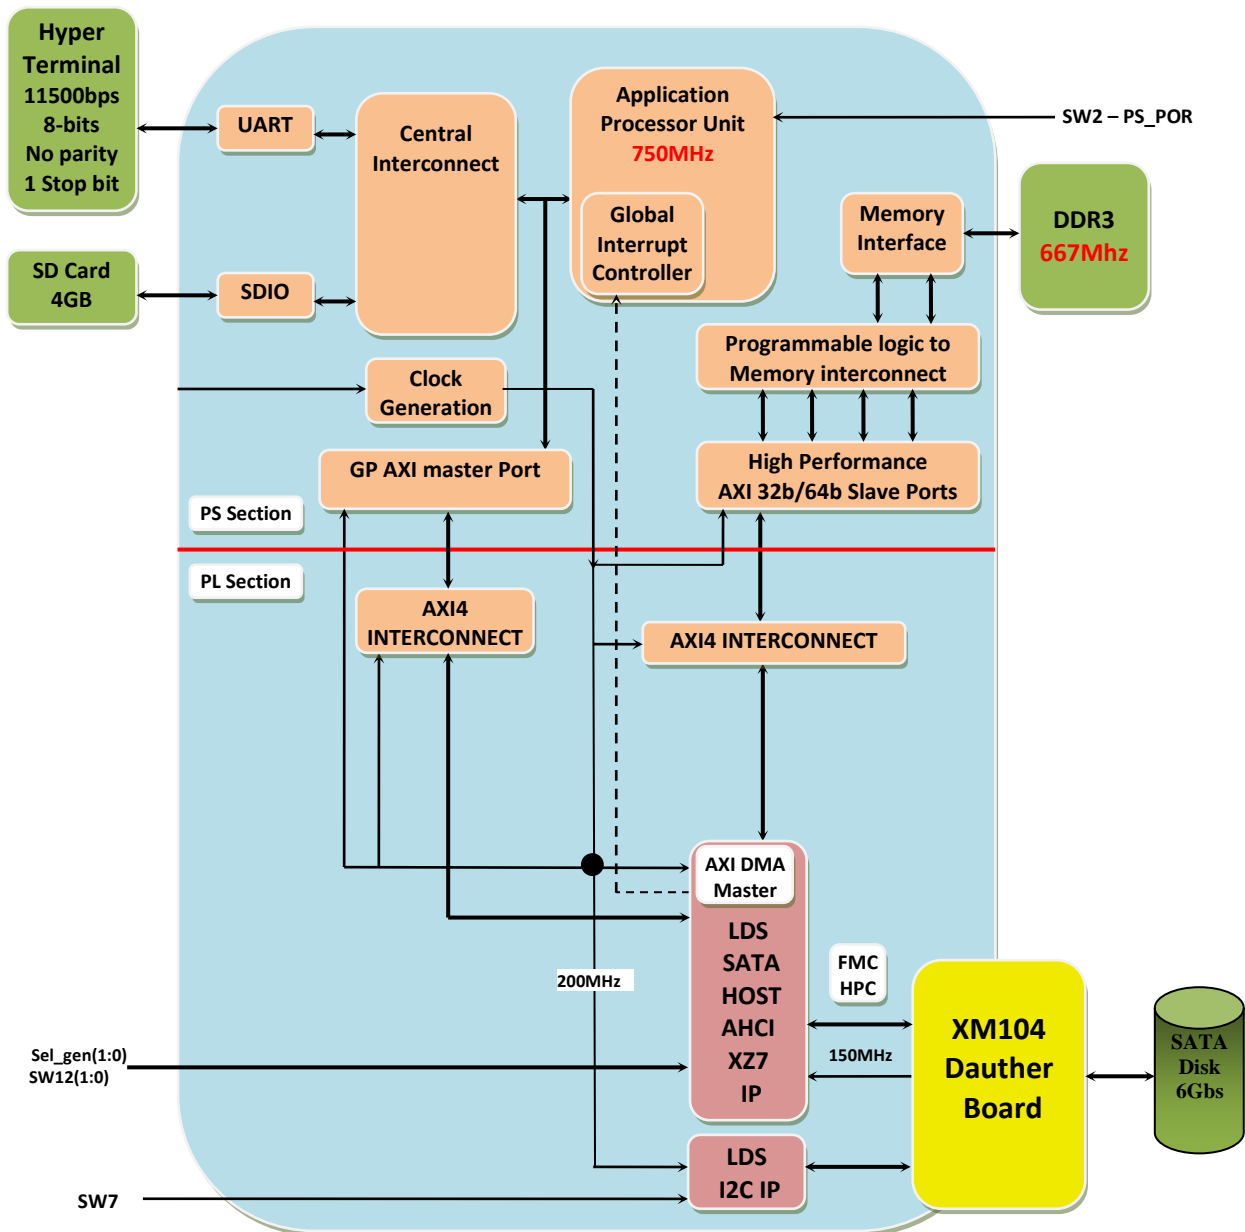 Hyper
Terminal
11500bps
8-bits
No parity
1 Stop bit
UART
Central
Interconnect
Application
Processor Unit
750MHz
SW2 – PS_POR
Global
Interrupt
Controller
Memory
Interface
DDR3
667Mhz
SD Card
4GB
SDIO
Clock
Generation
Programmable logic to
Memory interconnect
GP AXI master Port
High Performance
AXI 32b/64b Slave Ports
PS Section
PL Section
AXI4
INTERCONNECT
AXI4 INTERCONNECT
AXI DMA
Master
LDS
SATA
HOST
AHCI
XZ7
IP
200MHz
FMC
HPC
150MHz
XM104
Dauther
Board
SATA
Disk
6Gbs
Sel_gen(1:0)
SW12(1:0)
LDS
I2C IP
SW7